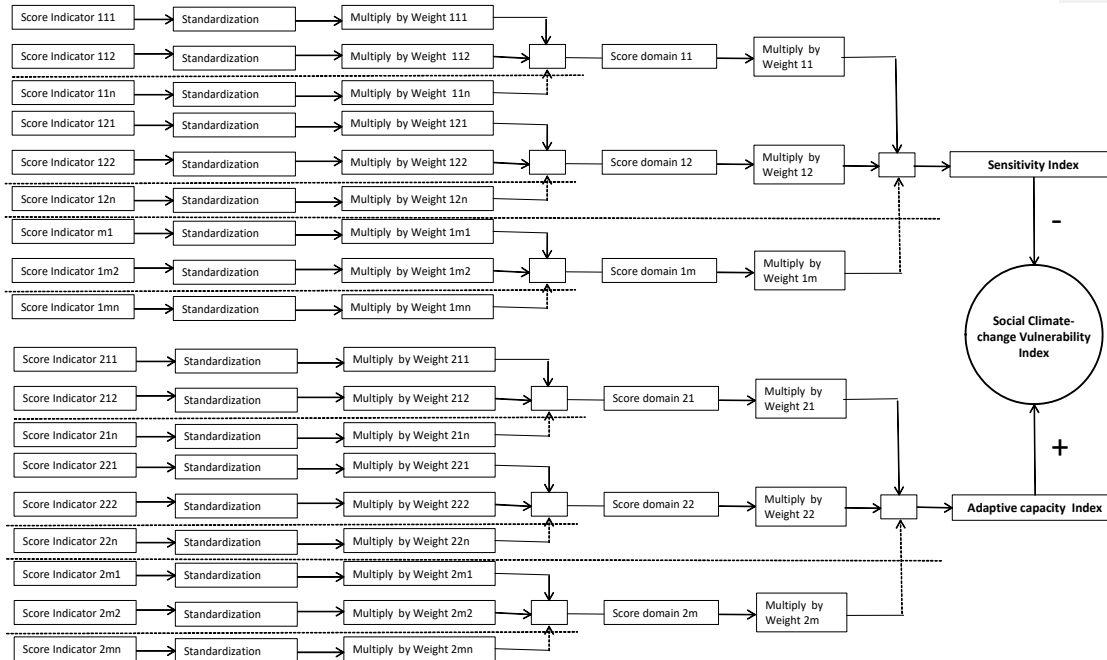 Score Indicator 111 Standardization Multiply by Weight 111
Score Indicator 112 Standardization Multiply by Weight 112 Score domain 11 Multiply by
Weight 11
Score Indicator 11n Standardization Multiply by Weight 11n
Score Indicator 121 Standardization Multiply by Weight 121
Score Indicator 122 Standardization Multiply by Weight 122 Score domain 12 Multiply by
Weight 12
Sensitivity Index
Score Indicator 12n Standardization Multiply by Weight 12n
-
Score Indicator m1 Standardization Multiply by Weight 1m1
Score Indicator 1m2 Standardization Multiply by Weight 1m2 Score domain 1m Multiply by
Weight 1m
Score Indicator 1mn Standardization Multiply by Weight 1mn
Social Climate-
change Vulnerability
Index
Score Indicator 211 Standardization Multiply by Weight 211
Score Indicator 212 Standardization Multiply by Weight 212 Score domain 21 Multiply by
Weight 21
Score Indicator 21n Standardization Multiply by Weight 21n
+
Score Indicator 221 Standardization Multiply by Weight 221
Score Indicator 222 Standardization Multiply by Weight 222 Score domain 22 Multiply by
Weight 22
Adaptive capacity Index
Score Indicator 22n Standardization Multiply by Weight 22n
Score Indicator 2m1 Standardization Multiply by Weight 2m1
Score Indicator 2m2 Standardization Multiply by Weight 2m2 Score domain 2m Multiply by
Weight 2m
Score Indicator 2mn Standardization Multiply by Weight 2mn